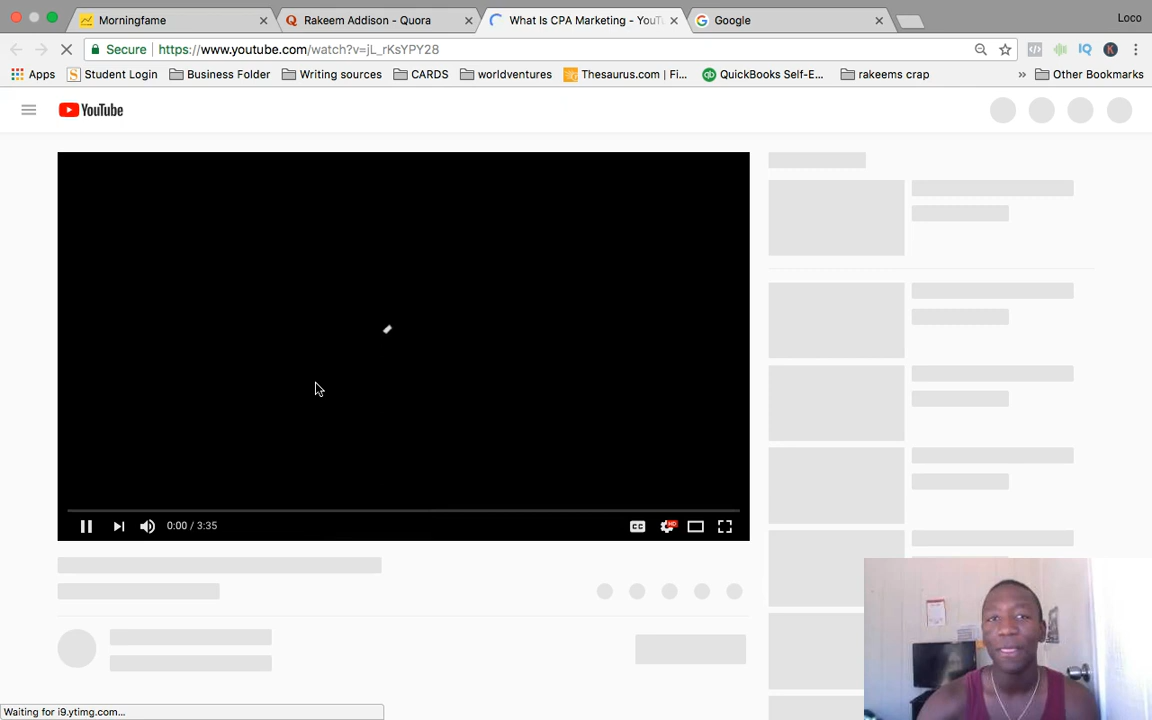 Morningfame
Rakeem Addison - Quora
What Is CPA Marketing - YouT
Google
Loco
Secure
https://www.youtube.com/watch?v=jL_rKsYPY28
Apps
Student Login
Business Folder
Writing sources
CARDS
worldventures
Thesaurus.com | Fi...
QuickBooks Self-E...
rakeems crap
»
Other Bookmarks
YouTube
0:00 / 3:35
CC
HD
Waiting for i9.ytimg.com...